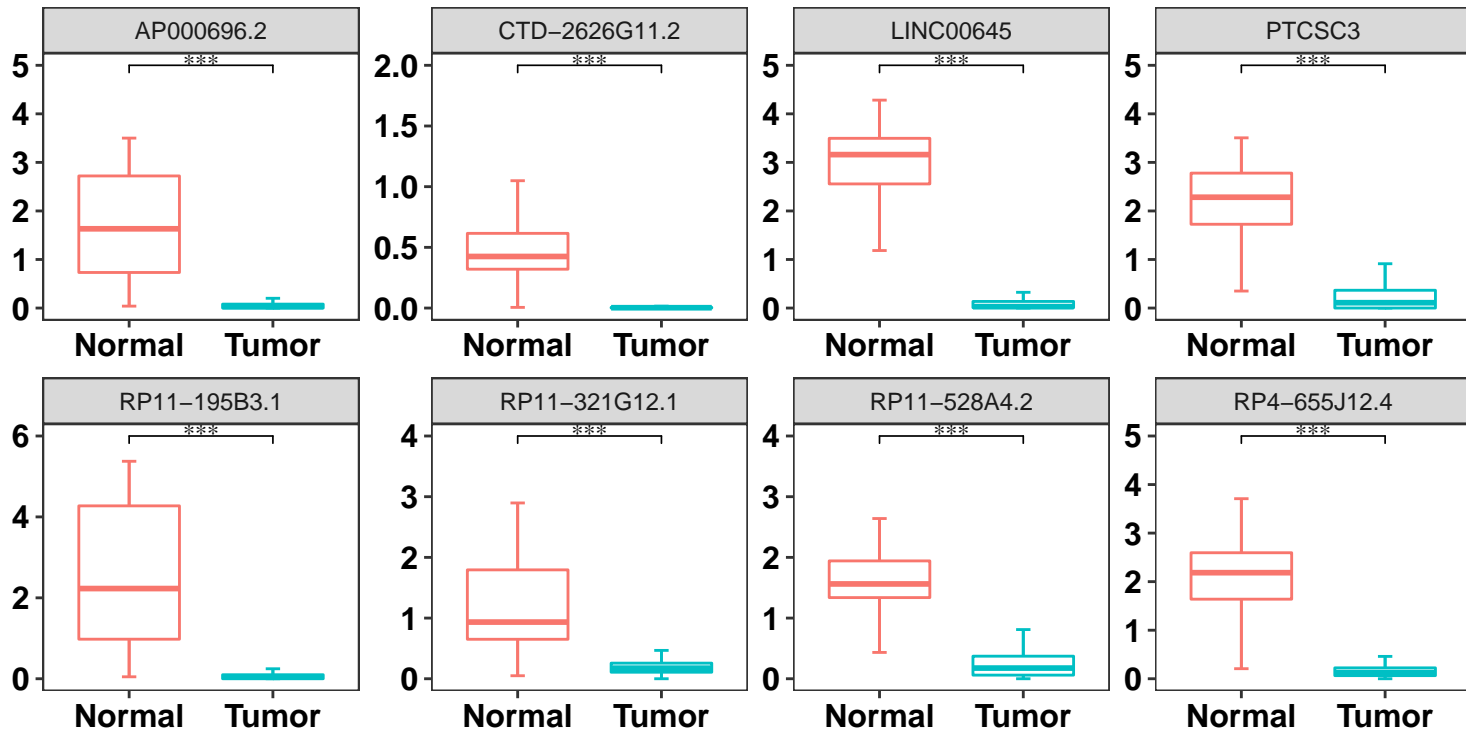 AP000696.2 CTD−2626G11.2 LINC00645 PTCSC3
*** *** *** ***
5 2.0 5 5
4 1.5 4 4
3 3 3
1.0
2 2 2
1 0.5 1 1
0 0.0 0 0
Normal Tumor Normal Tumor Normal Tumor Normal Tumor
RP11−195B3.1 RP11−321G12.1 RP11−528A4.2 RP4−655J12.4
*** *** *** ***
6 4 4 5
4
3 3
4 3
2 2
2 2
1 1 1
0 0 0 0
Normal Tumor Normal Tumor Normal Tumor Normal Tumor